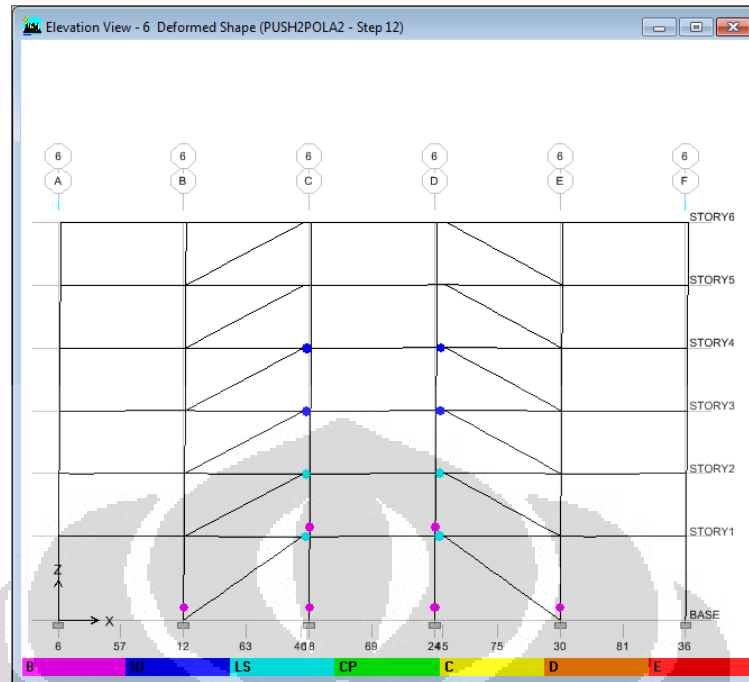 Elevation View - 6 Deformed Shape (PUSH2POLA2 - Step 12)
6 6 6 6 6 6
A B C D E F
STORY6
STORY5
STORY4
STORY3
STORY2
STORY1
Z
X
BASE
6 57 12 63 69 75 30 81 36
B IO LS CP C D E